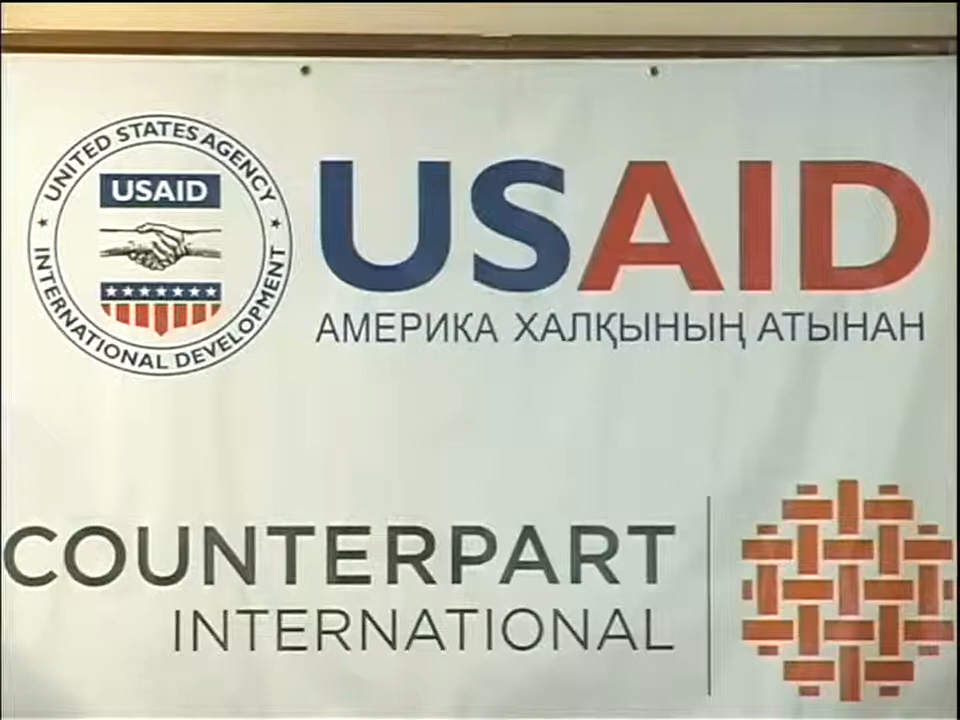 UNITED STATES AGENCY
USAID
INTERNATIONAL DEVELOPMENT
USAID
АМЕРИКА ХАЛҚЫНЫҢ АТЫНАН
COUNTERPART
INTERNATIONAL